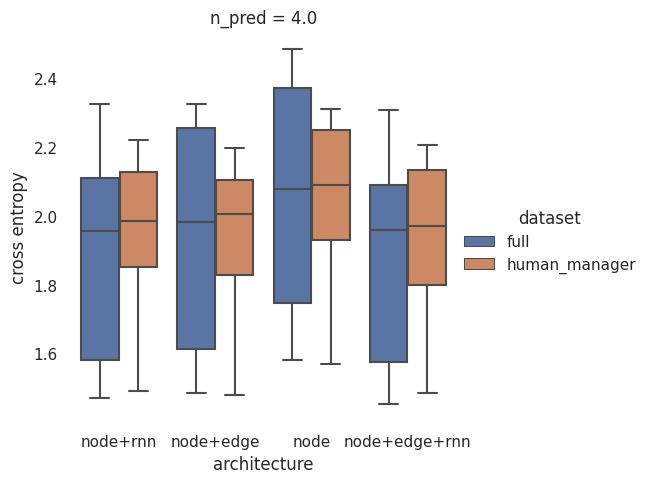 n_pred = 4.0
2.4
2.2
2.0
1.8
1.6
cross entropy
node+rnn
node+edge
node
node+edge+rnn
architecture
dataset
full
human_manager